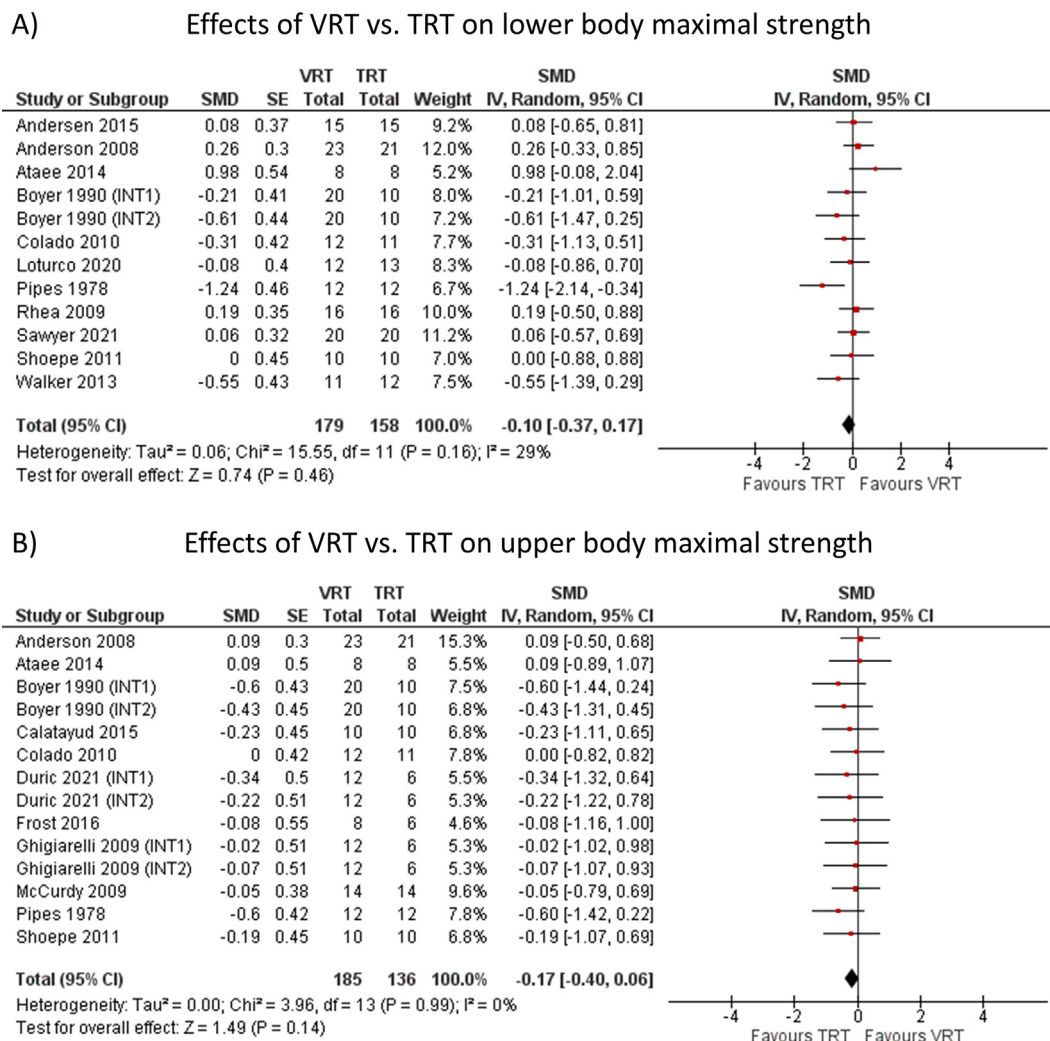 A) Effects of VRT vs. TRT on lower body maximal strength
VRT TRT SMD SMD
Study or Subgroup SMD SE Total Total Weight IV, Random, 95% CI IV, Random, 95% CI
Andersen 2015 0.08 0.37 15 15 9.2% 0.08 [-0.65, 0.81]
Anderson 2008 0.26 0.3 23 21 12.0% 0.26 [-0.33, 0.85]
Ataee 2014 0.98 0.54 8 8 5.2% 0.98 [-0.08, 2.04]
Boyer 1990 (INT1) -0.21 0.41 20 10 8.0% -0.21 [-1.01, 0.59]
Boyer 1990 (INT2) -0.61 0.44 20 10 7.2% -0.61 [-1.47, 0.25]
Colado 2010 -0.31 0.42 12 11 7.7% -0.31 [-1.13, 0.51]
Loturco 2020 -0.08 0.4 12 13 8.3% -0.08 [-0.86, 0.70]
Pipes 1978 -1.24 0.46 12 12 6.7% -1.24 [-2.14, -0.34]
Rhea 2009 0.19 0.35 16 16 10.0% 0.19 [-0.50, 0.88]
Sawyer 2021 0.06 0.32 20 20 11.2% 0.06 [-0.57, 0.69]
Shoepe 2011 0 0.45 10 10 7.0% 0.00 [-0.88, 0.88]
Walker 2013 -0.55 0.43 11 12 7.5% -0.55 [-1.39, 0.29]
Total (95% CI) 179 158 100.0% -0.10 [-0.37, 0.17]
Heterogeneity: Tau² = 0.06; Chi² = 15.55, df = 11 (P = 0.16); I² = 29%
Test for overall effect: Z = 0.74 (P = 0.46)
-4 -2 0 2 4
Favours TRT Favours VRT
B) Effects of VRT vs. TRT on upper body maximal strength
VRT TRT SMD SMD
Study or Subgroup SMD SE Total Total Weight IV, Random, 95% CI IV, Random, 95% CI
Anderson 2008 0.09 0.3 23 21 15.3% 0.09 [-0.50, 0.68]
Ataee 2014 0.09 0.5 8 8 5.5% 0.09 [-0.89, 1.07]
Boyer 1990 (INT1) -0.6 0.43 20 10 7.5% -0.60 [-1.44, 0.24]
Boyer 1990 (INT2) -0.43 0.45 20 10 6.8% -0.43 [-1.31, 0.45]
Calatayud 2015 -0.23 0.45 10 10 6.8% -0.23 [-1.11, 0.65]
Colado 2010 0 0.42 12 11 7.8% 0.00 [-0.82, 0.82]
Duric 2021 (INT1) -0.34 0.5 12 6 5.5% -0.34 [-1.32, 0.64]
Duric 2021 (INT2) -0.22 0.51 12 6 5.3% -0.22 [-1.22, 0.78]
Frost 2016 -0.08 0.55 8 6 4.6% -0.08 [-1.16, 1.00]
Ghigiarelli 2009 (INT1) -0.02 0.51 12 6 5.3% -0.02 [-1.02, 0.98]
Ghigiarelli 2009 (INT2) -0.07 0.51 12 6 5.3% -0.07 [-1.07, 0.93]
McCurdy 2009 -0.05 0.38 14 14 9.6% -0.05 [-0.79, 0.69]
Pipes 1978 -0.6 0.42 12 12 7.8% -0.60 [-1.42, 0.22]
Shoepe 2011 -0.19 0.45 10 10 6.8% -0.19 [-1.07, 0.69]
Total (95% CI) 185 136 100.0% -0.17 [-0.40, 0.06]
Heterogeneity: Tau² = 0.00; Chi² = 3.96, df = 13 (P = 0.99); I² = 0%
Test for overall effect: Z = 1.49 (P = 0.14)
-4 -2 0 2 4
Favours TRT Favours VRT